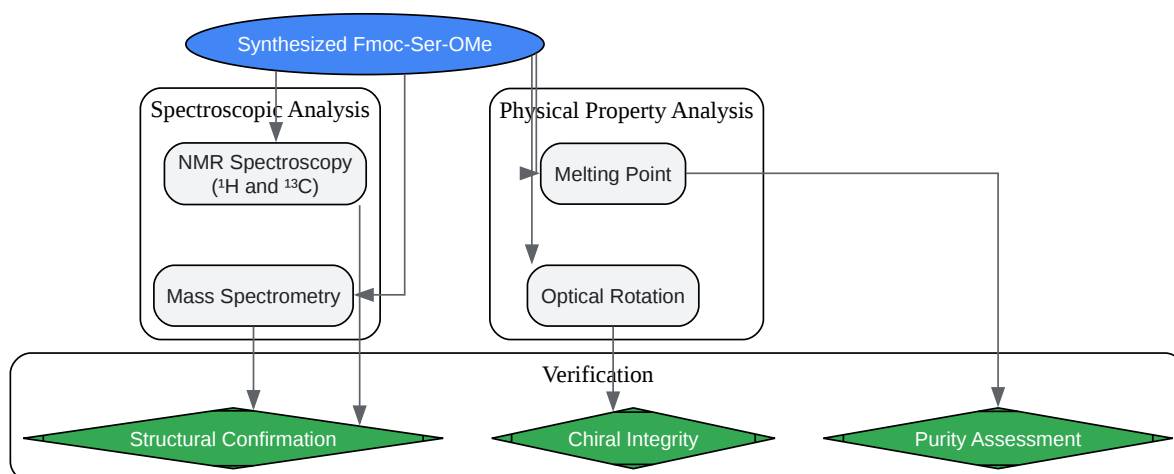 Synthesized Fmoc-Ser-OMe
Spectroscopic Analysis
Physical Property Analysis
NMR Spectroscopy
(¹H and ¹³C)
Melting Point
Mass Spectrometry
Optical Rotation
Verification
Structural Confirmation
Chiral Integrity
Purity Assessment